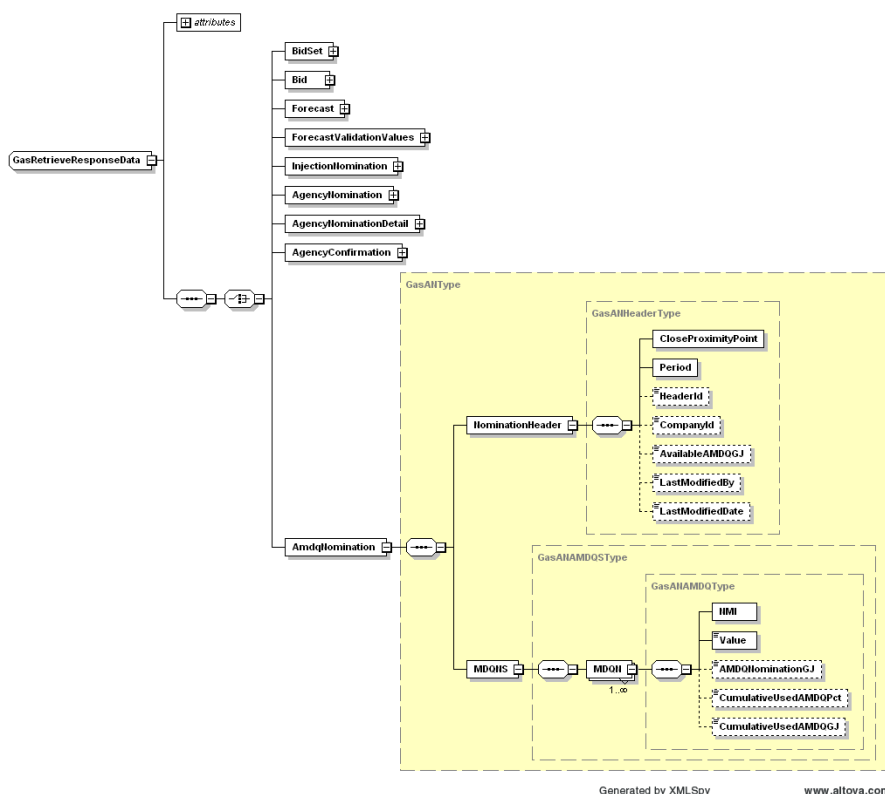 attributes
BidSet
Bid
Forecast
ForecastValidationValues
GasRetrieveResponseData
InjectionNomination
AgencyNomination
AgencyNominationDetail
AgencyConfirmation
GasANType
GasANHeaderType
CloseProximityPoint
Period
HeaderId
NominationHeader
CompanyId
AvailableAMDQGJ
LastModifiedBy
LastModifiedDate
AmdqNomination
GasANAMDQSType
GasANAMDQType
NMI
Value
MDQNS
MDQN
1..∞
AMDQNominationGJ
CumulativeUsedAMDQPct
CumulativeUsedAMDQGJ
Generated by XMLSpy www.altova.com